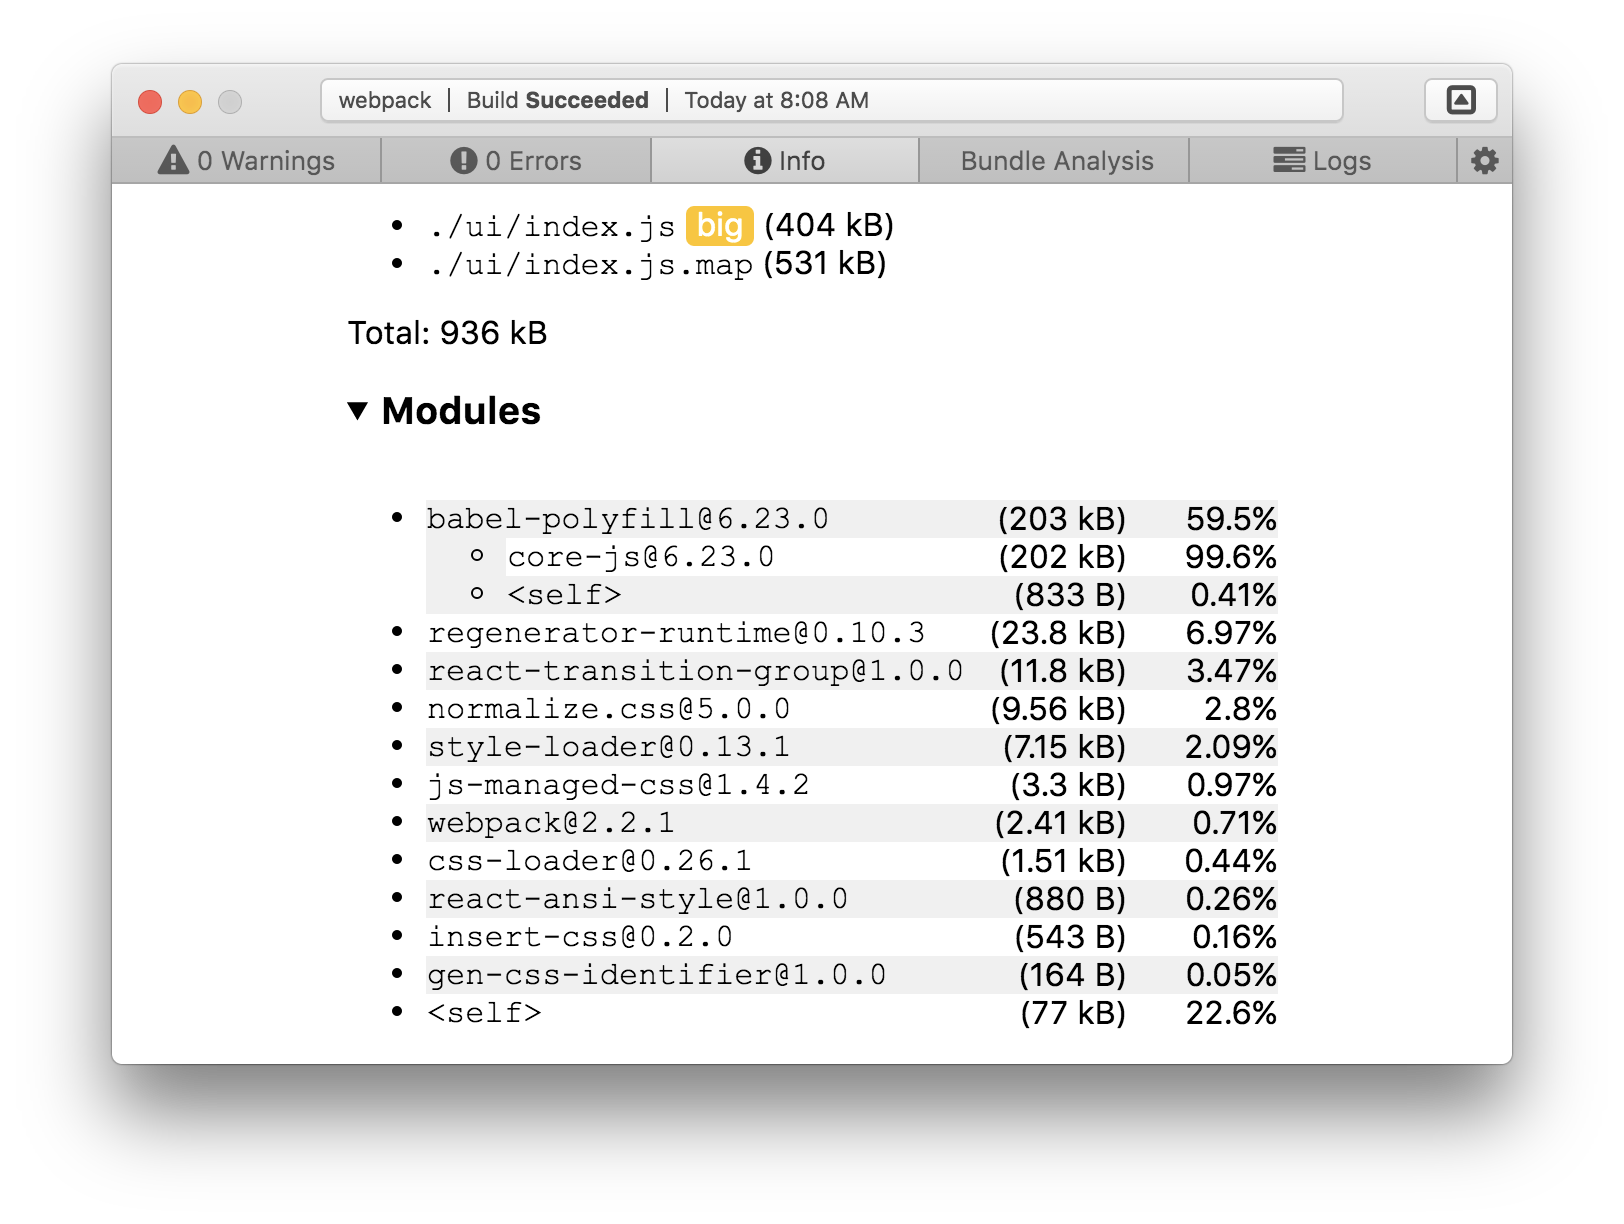 webpack | Build Succeeded | Today at 8:08 AM
0 Warnings 0 Errors Info Bundle Analysis Logs
• ./ui/index.js big (404 kB)
• ./ui/index.js.map (531 kB)
Total: 936 kB
▼ Modules
• babel-polyfill@6.23.0 (203 kB) 59.5%
◦ core-js@6.23.0 (202 kB) 99.6%
◦ <self> (833 B) 0.41%
• regenerator-runtime@0.10.3 (23.8 kB) 6.97%
• react-transition-group@1.0.0 (11.8 kB) 3.47%
• normalize.css@5.0.0 (9.56 kB) 2.8%
• style-loader@0.13.1 (7.15 kB) 2.09%
• js-managed-css@1.4.2 (3.3 kB) 0.97%
• webpack@2.2.1 (2.41 kB) 0.71%
• css-loader@0.26.1 (1.51 kB) 0.44%
• react-ansi-style@1.0.0 (880 B) 0.26%
• insert-css@0.2.0 (543 B) 0.16%
• gen-css-identifier@1.0.0 (164 B) 0.05%
• <self> (77 kB) 22.6%